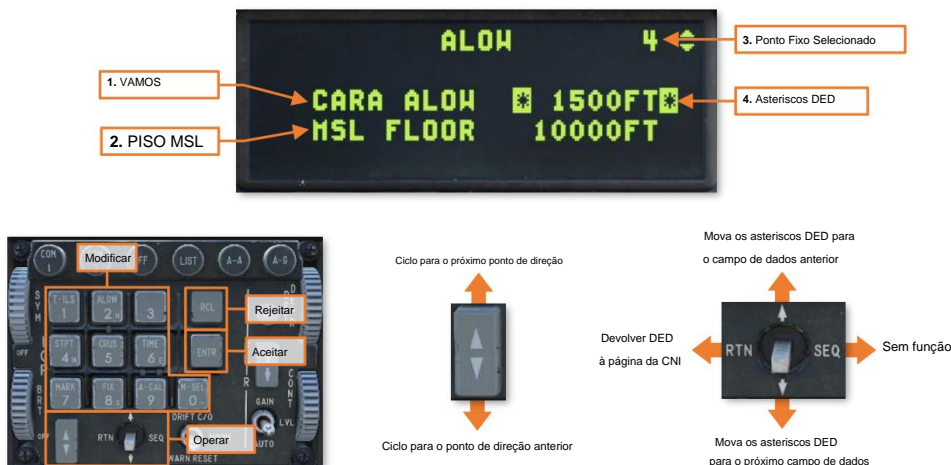 ALOW 4
3. Ponto Fixo Selecionado
1. VAMOS
CARA ALOW * 1500FT*
4. Asteriscos DED
2. PISO MSL
MSL FLOOR 10000FT
COM 1
Modificar
FF
LIST
A-A
A-G
SYM
T-ILS 1
ALOW 2 N
3
RCL
Rejeitar
STPT 4 W
CRUS 5
TIME 6 E
ENTR
Aceitar
OFF
BRT
CONT
MARK 7
FIX 8 S
A-CAL 9
M-SEL 0 -
GAIN
LVL
AUTO
DRIFT C/O
RTN
SEQ
Operar
WARN RESET
Ciclo para o próximo ponto de direção
Ciclo para o ponto de direção anterior
Mova os asteriscos DED para
o campo de dados anterior
Devolver DED
à página da CNI
RTN SEQ
Sem função
Mova os asteriscos DED
para o próximo campo de dados